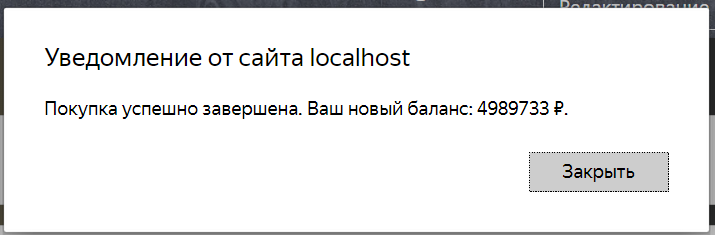 Редактирование
Уведомление от сайта localhost
Покупка успешно завершена. Ваш новый баланс: 4989733 ₽.
Закрыть